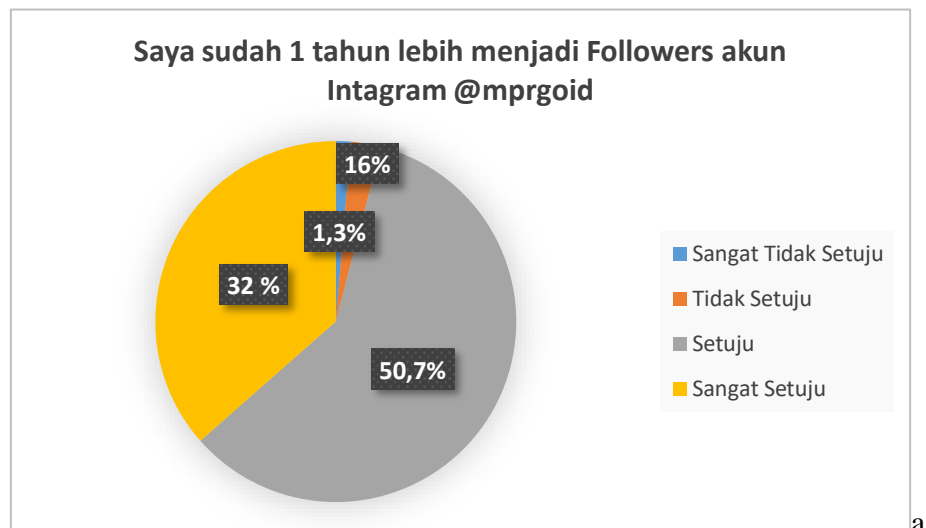 Saya sudah 1 tahun lebih menjadi Followers akun
Intagram @mprgoid
16%
1,3%
32 %
50,7%
Sangat Tidak Setuju
Tidak Setuju
Setuju
Sangat Setuju
a